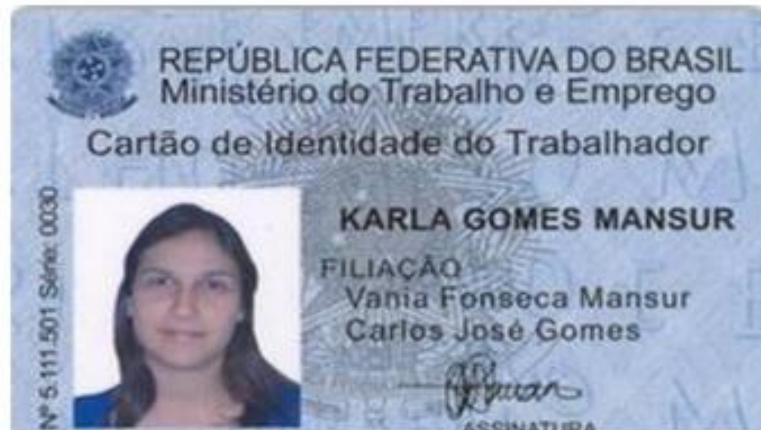 REPÚBLICA FEDERATIVA DO BRASIL
Ministério do Trabalho e Emprego
Cartão de Identidade do Trabalhador
Nº 5.111.501 Série: 0030
KARLA GOMES MANSUR
FILIAÇÃO
Vania Fonseca Mansur
Carlos José Gomes
ASSINATURA